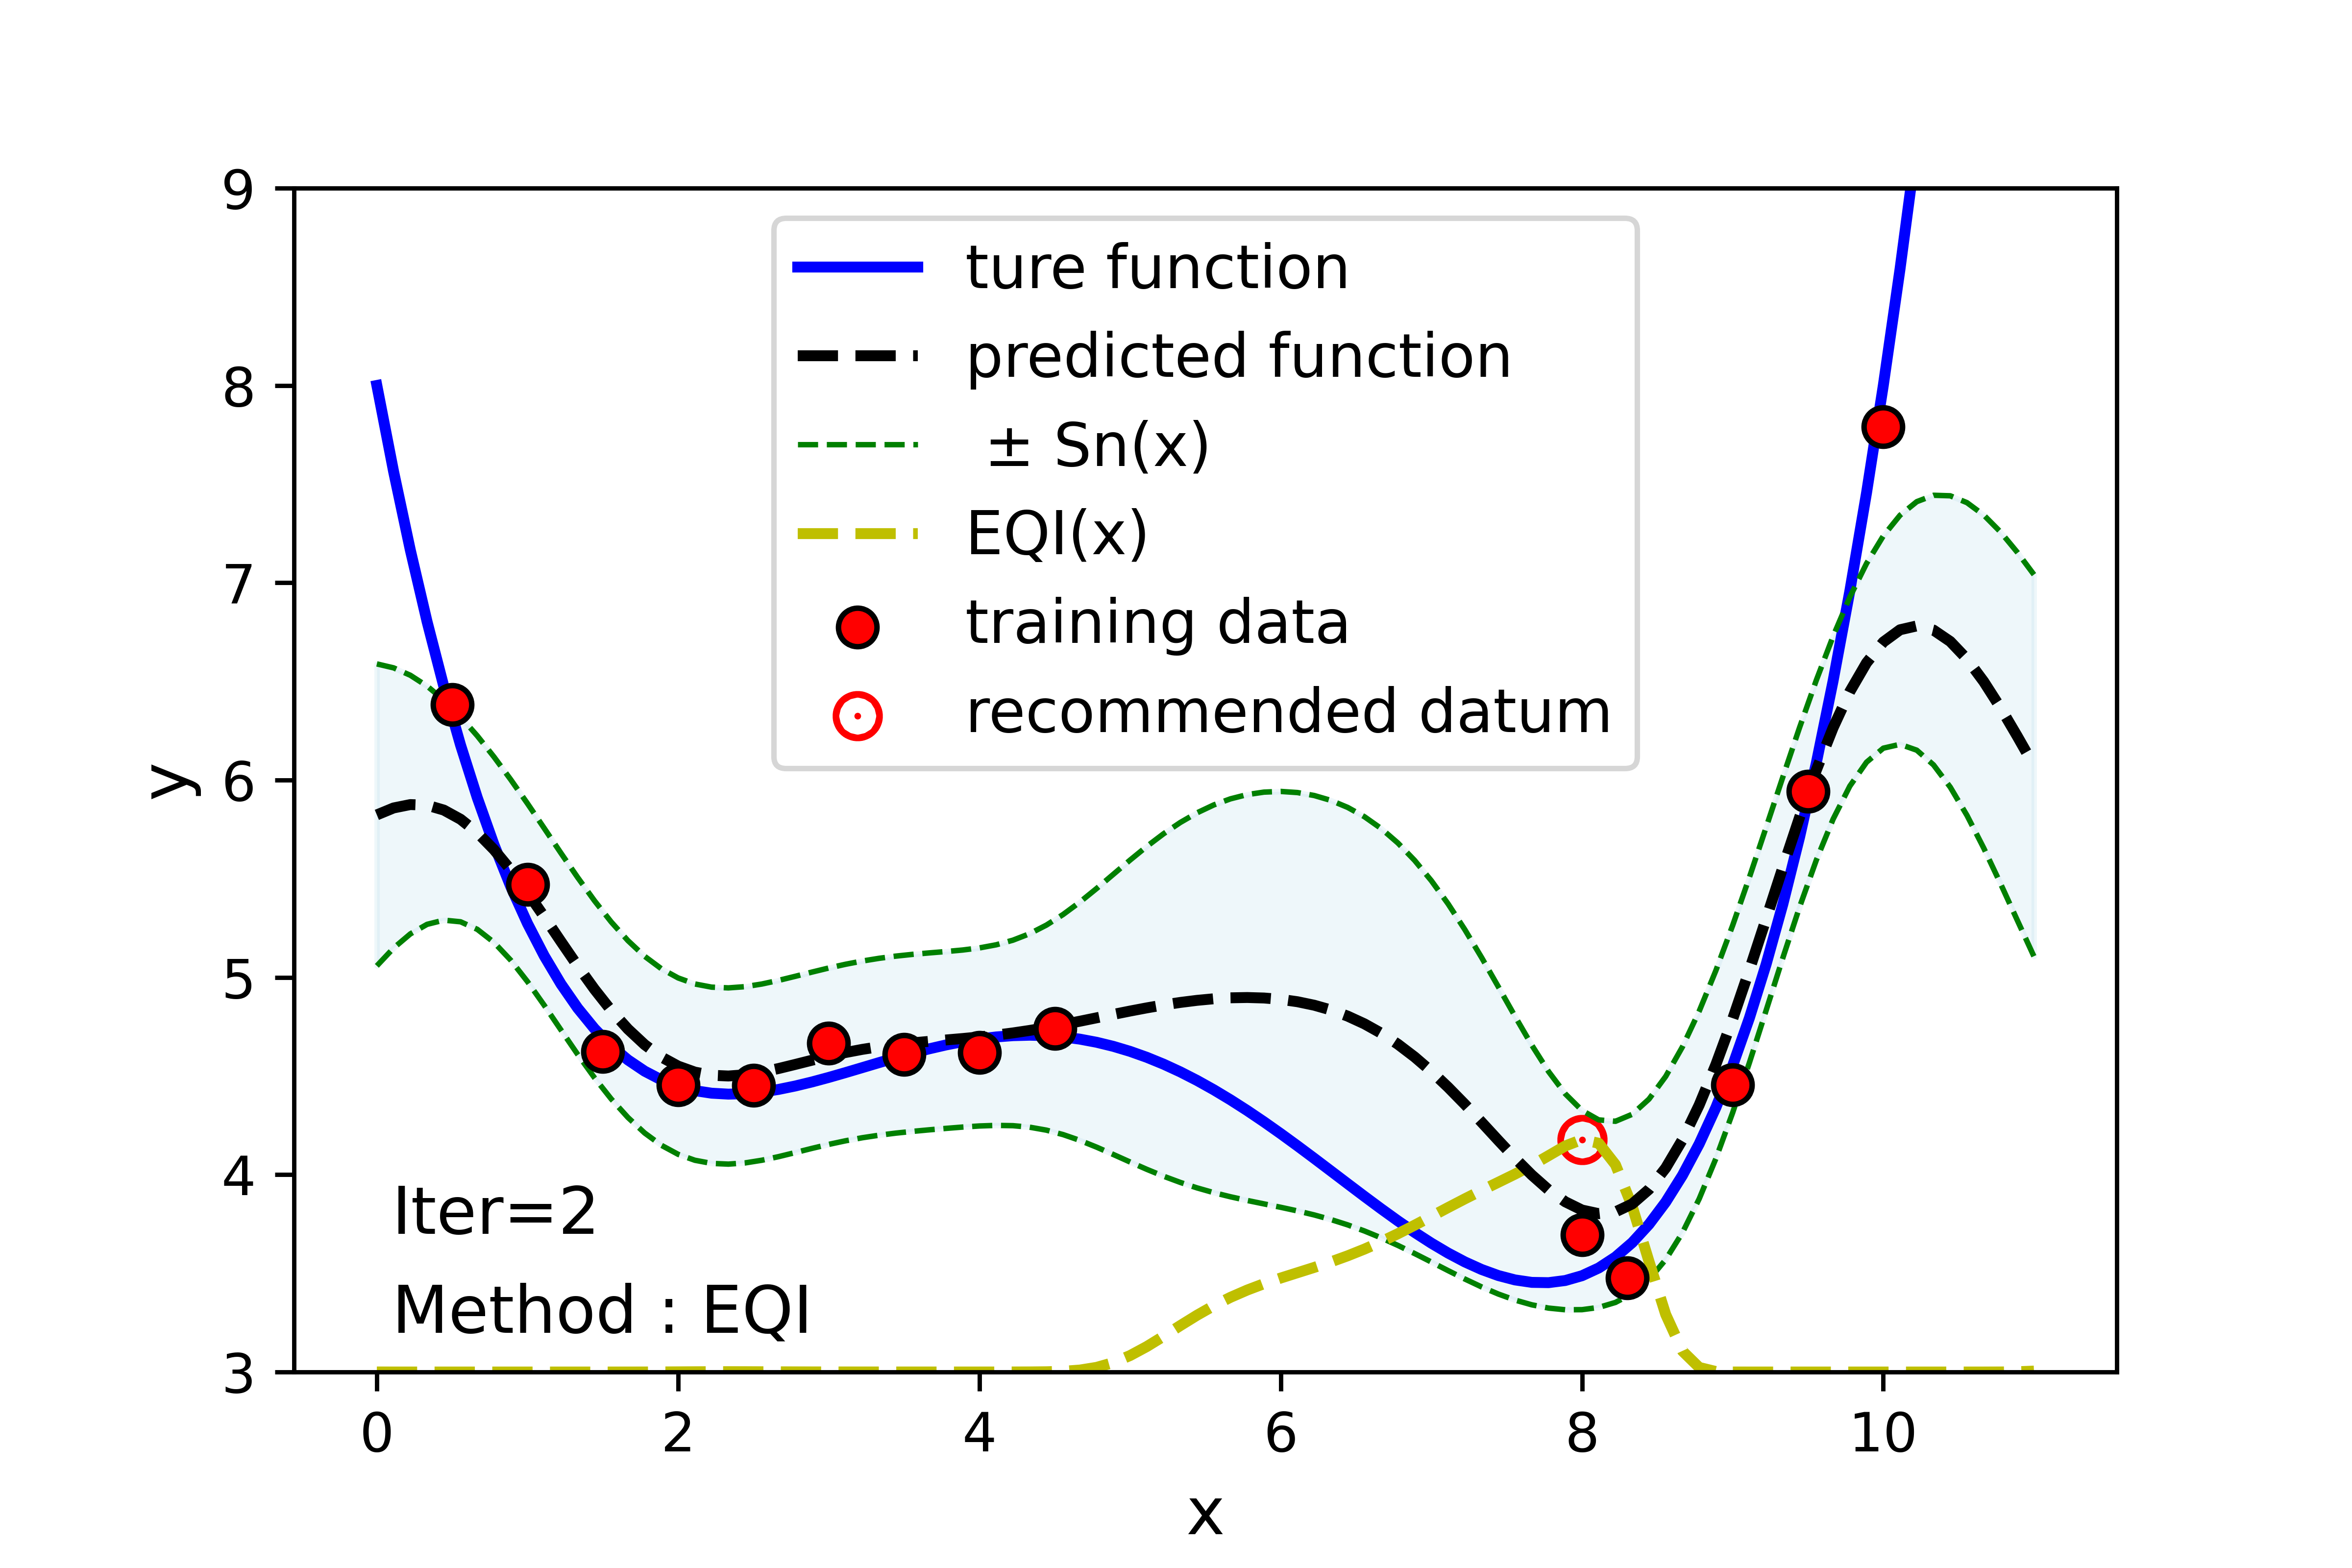 9
8
7
6
5
4
3
y
ture function
predicted function
± Sn(x)
EQI(x)
training data
recommended datum
Iter=2
Method : EQI
0 2 4 6 8 10
x